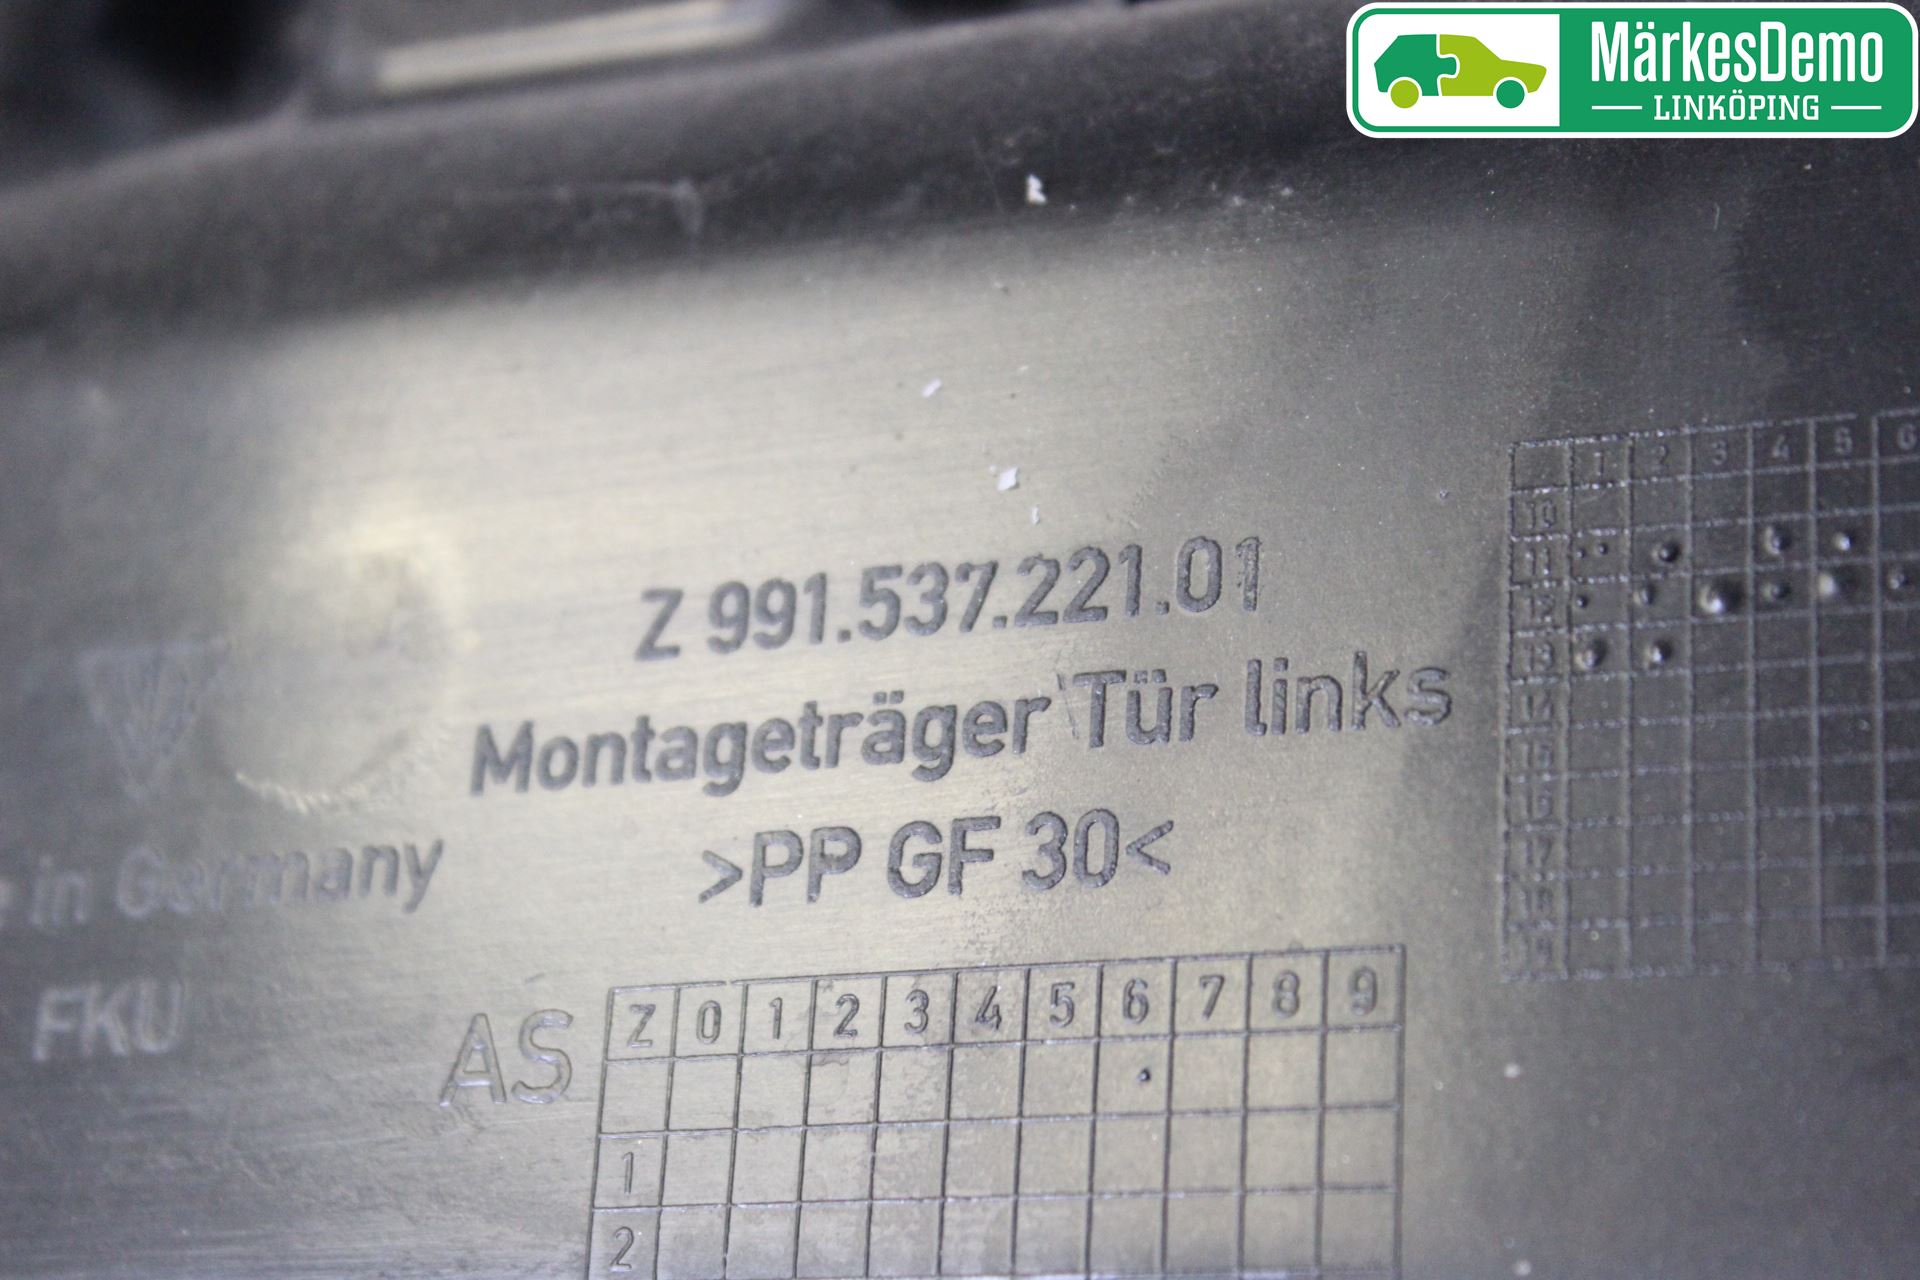 MärkesDemo
LINKÖPING
Z 991.537.221.01
Montageträger Tür links
>PP GF 30<
in Germany
FKU
AS
Z 0 1 2 3 4 5 6 7 8 9
1
2
1 2 3 4 5 6
10
11
12
13
14
15
16
17
18
19